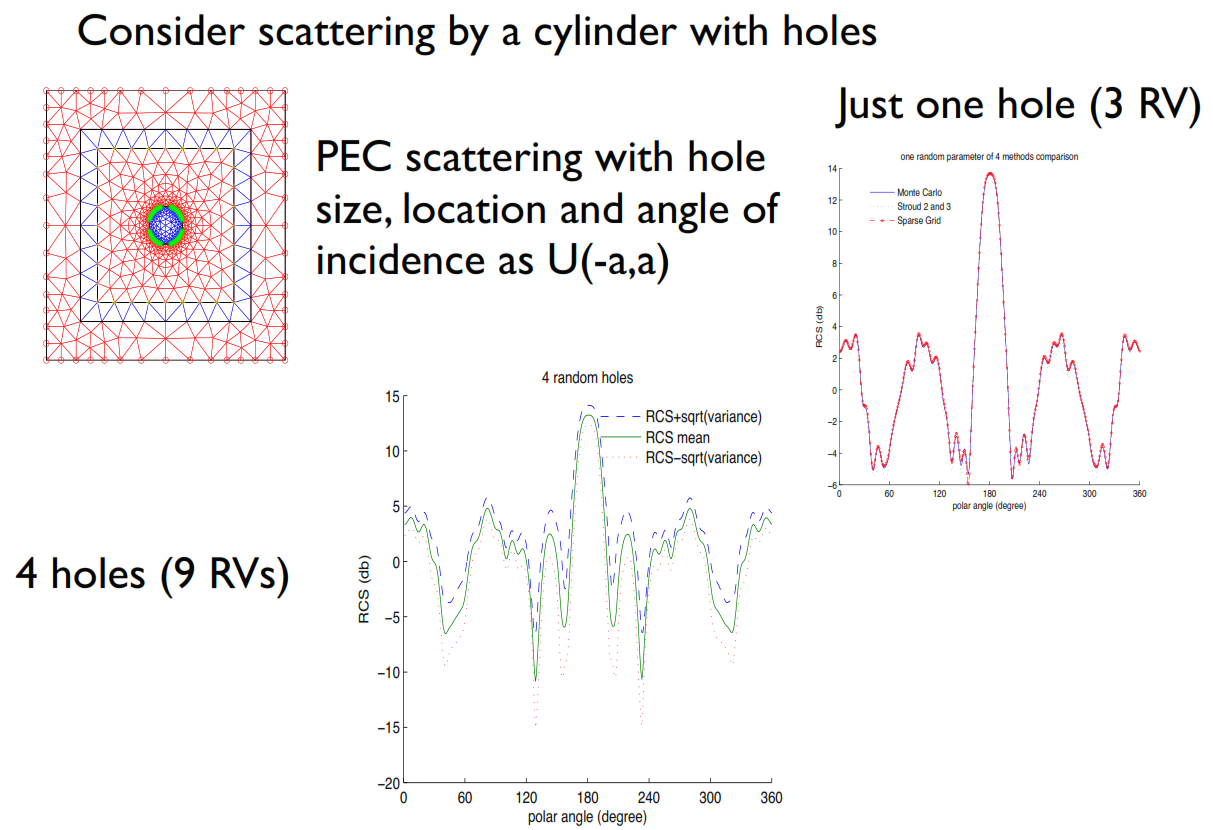 Consider scattering by a cylinder with holes
Just one hole (3 RV)
PEC scattering with hole
size, location and angle of
incidence as U(-a,a)
one random parameter of 4 methods comparison
Monte Carlo
Stroud 2 and 3
Sparse Grid
14
12
10
8
6
4
2
0
−2
−4
−6
RCS (db)
0 60 120 180 240 300 360
polar angle (degree)
4 holes (9 RVs)
4 random holes
RCS+sqrt(variance)
RCS mean
RCS−sqrt(variance)
15
10
5
0
−5
−10
−15
−20
RCS (db)
0 60 120 180 240 300 360
polar angle (degree)